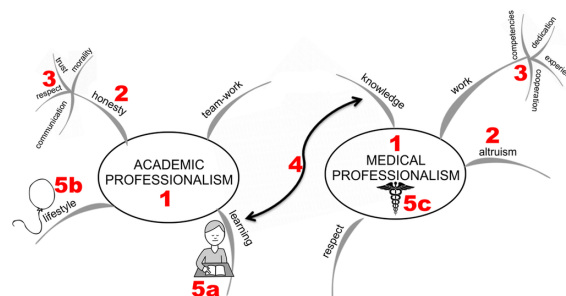 3
trust
morality
respect
communication
2
honesty
team-work
ACADEMIC
PROFESSIONALISM
1
5b
lifestyle
learning
5a
4
knowledge
work
competencies
dedication
experience
cooperation
3
1
MEDICAL
PROFESSIONALISM
5c
2
altruism
respect